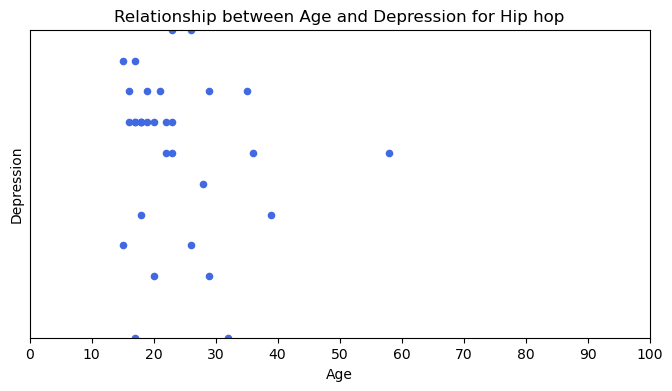 Relationship between Age and Depression for Hip hop
Depression
0 10 20 30 40 50 60 70 80 90 100
Age